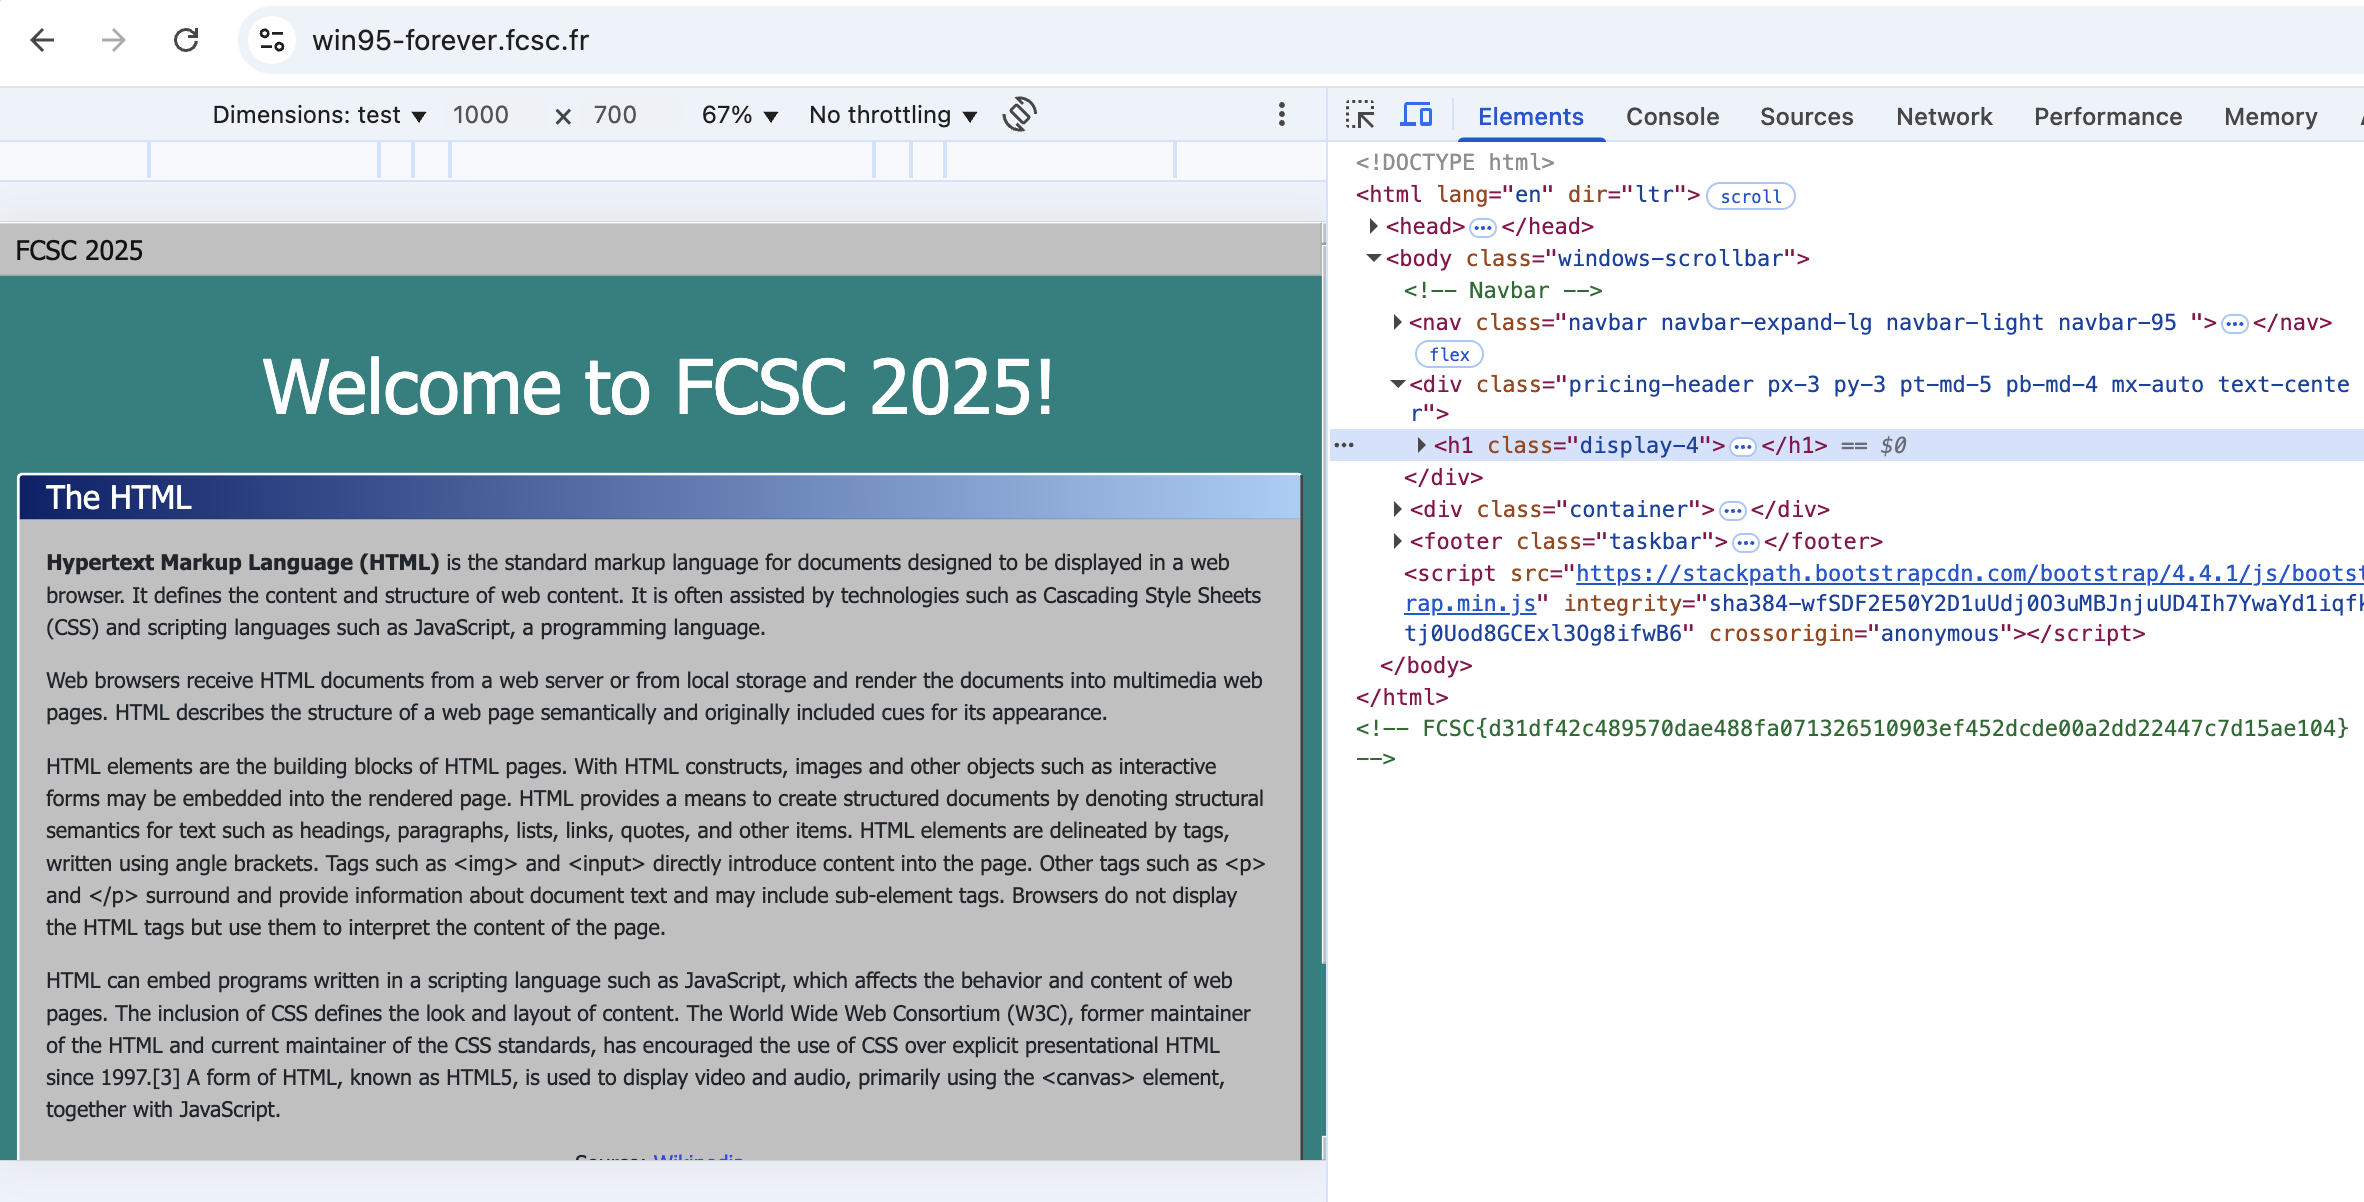 win95-forever.fcsc.fr
Dimensions: test ▼ 1000 × 700 67% ▼ No throttling ▼
Elements Console Sources Network Performance Memory
FCSC 2025
Welcome to FCSC 2025!
The HTML
Hypertext Markup Language (HTML) is the standard markup language for documents designed to be displayed in a web
browser. It defines the content and structure of web content. It is often assisted by technologies such as Cascading Style Sheets
(CSS) and scripting languages such as JavaScript, a programming language.
Web browsers receive HTML documents from a web server or from local storage and render the documents into multimedia web
pages. HTML describes the structure of a web page semantically and originally included cues for its appearance.
HTML elements are the building blocks of HTML pages. With HTML constructs, images and other objects such as interactive
forms may be embedded into the rendered page. HTML provides a means to create structured documents by denoting structural
semantics for text such as headings, paragraphs, lists, links, quotes, and other items. HTML elements are delineated by tags,
written using angle brackets. Tags such as <img> and <input> directly introduce content into the page. Other tags such as <p>
and </p> surround and provide information about document text and may include sub-element tags. Browsers do not display
the HTML tags but use them to interpret the content of the page.
HTML can embed programs written in a scripting language such as JavaScript, which affects the behavior and content of web
pages. The inclusion of CSS defines the look and layout of content. The World Wide Web Consortium (W3C), former maintainer
of the HTML and current maintainer of the CSS standards, has encouraged the use of CSS over explicit presentational HTML
since 1997.[3] A form of HTML, known as HTML5, is used to display video and audio, primarily using the <canvas> element,
together with JavaScript.
Source: Wikipedia
<!DOCTYPE html>
<html lang="en" dir="ltr"> scroll
<head>…</head>
<body class="windows-scrollbar">
<!-- Navbar -->
<nav class="navbar navbar-expand-lg navbar-light navbar-95 ">…</nav>
flex
<div class="pricing-header px-3 py-3 pt-md-5 pb-md-4 mx-auto text-cente
r">
<h1 class="display-4">…</h1> == $0
</div>
<div class="container">…</div>
<footer class="taskbar">…</footer>
<script src="https://stackpath.bootstrapcdn.com/bootstrap/4.4.1/js/bootst
rap.min.js" integrity="sha384-wfSDF2E50Y2D1uUdj0O3uMBJnjuUD4Ih7YwaYd1iqfk
tj0Uod8GCExl3Og8ifwB6" crossorigin="anonymous"></script>
</body>
</html>
<!-- FCSC{d31df42c489570dae488fa071326510903ef452dcde00a2dd22447c7d15ae104}
-->